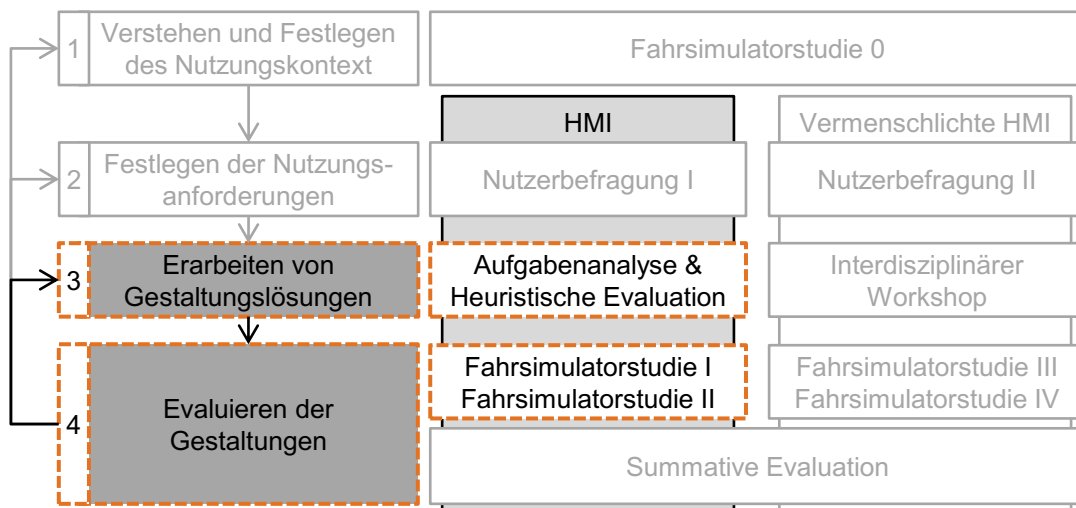 1
Verstehen und Festlegen
des Nutzungskontext
Fahrsimulatorstudie 0
HMI
Vermenschlichte HMI
2
Festlegen der Nutzungs-
anforderungen
Nutzerbefragung I
Nutzerbefragung II
3
Erarbeiten von
Gestaltungslösungen
Aufgabenanalyse &
Heuristische Evaluation
Interdisziplinärer
Workshop
4
Evaluieren der
Gestaltungen
Fahrsimulatorstudie I
Fahrsimulatorstudie II
Fahrsimulatorstudie III
Fahrsimulatorstudie IV
Summative Evaluation